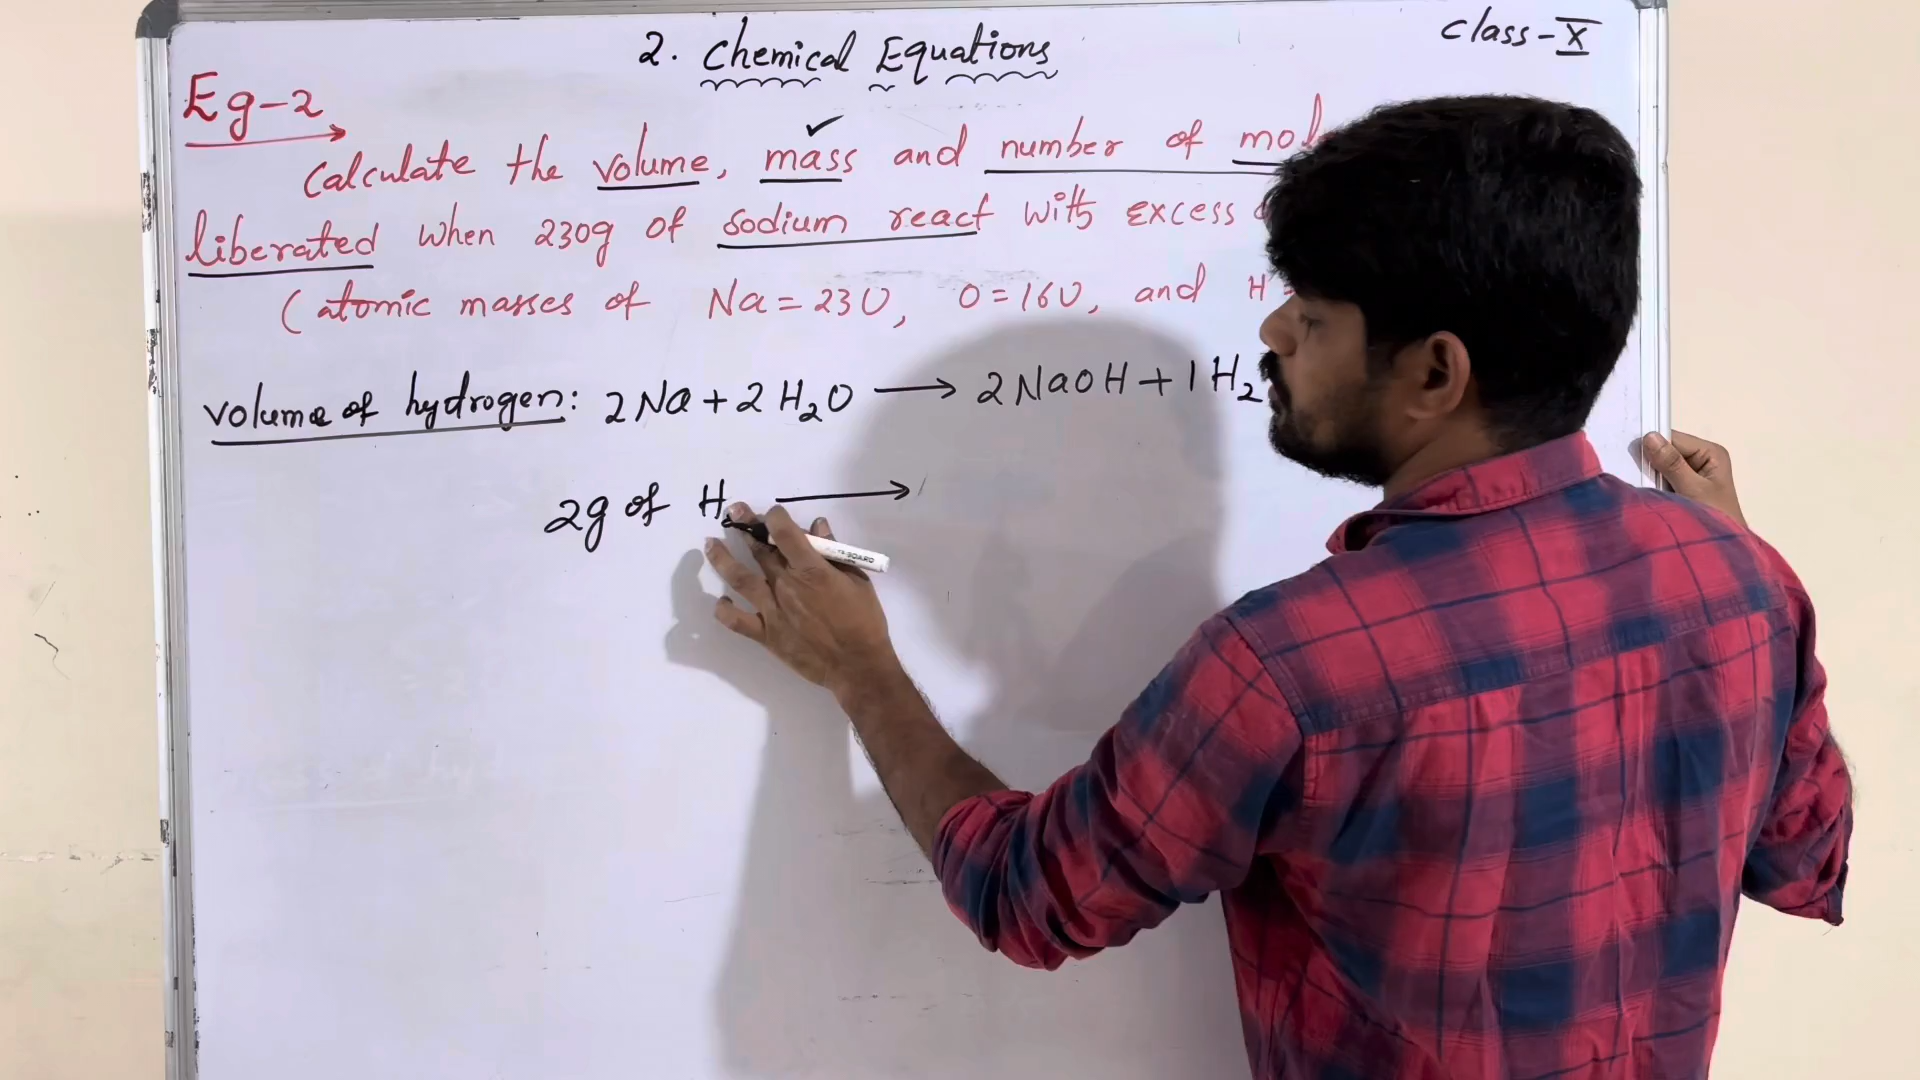 2. Chemical Equations
class - X
Eg-2
Calculate the volume, mass and number of
liberated when 230g of sodium react with excess
(atomic masses of Na = 23U, O = 16U, and H
volume of hydrogen: 2Na + 2H₂O → 2NaOH + 1H₂
2g of H₂ →